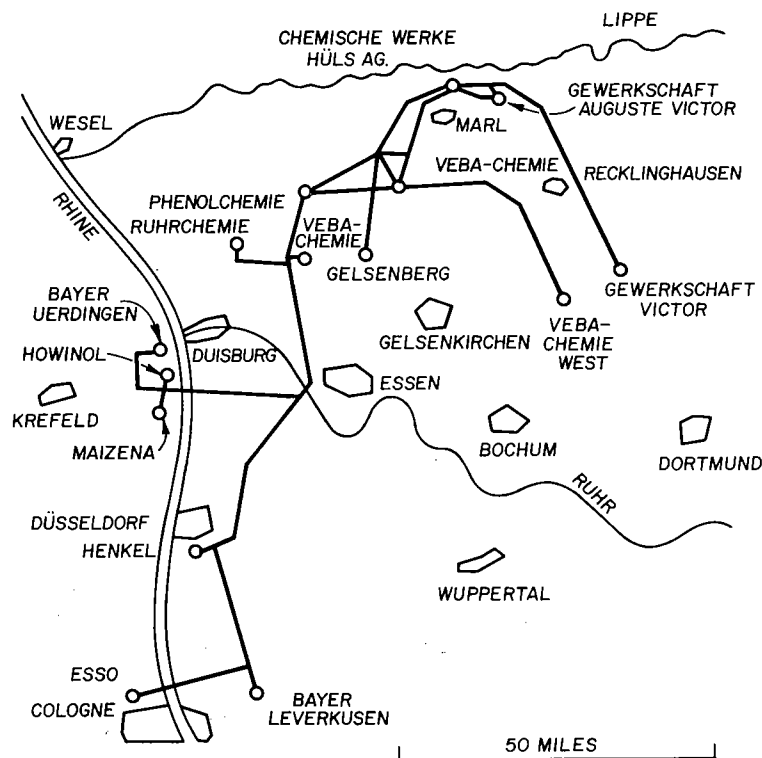 LIPPE
CHEMISCHE WERKE
HÜLS AG.
GEWERKSCHAFT
AUGUSTE VICTOR
WESEL
MARL
VEBA-CHEMIE
RECKLINGHAUSEN
RHINE
PHENOLCHEMIE
RUHRCHEMIE
VEBA-
CHEMIE
GELSENBERG
GEWERKSCHAFT
VICTOR
BAYER
UERDINGEN
VEBA-
CHEMIE
WEST
GELSENKIRCHEN
HOWINOL
DUISBURG
ESSEN
KREFELD
MAIZENA
BOCHUM
DORTMUND
RUHR
DÜSSELDORF
HENKEL
WUPPERTAL
ESSO
COLOGNE
BAYER
LEVERKUSEN
50 MILES